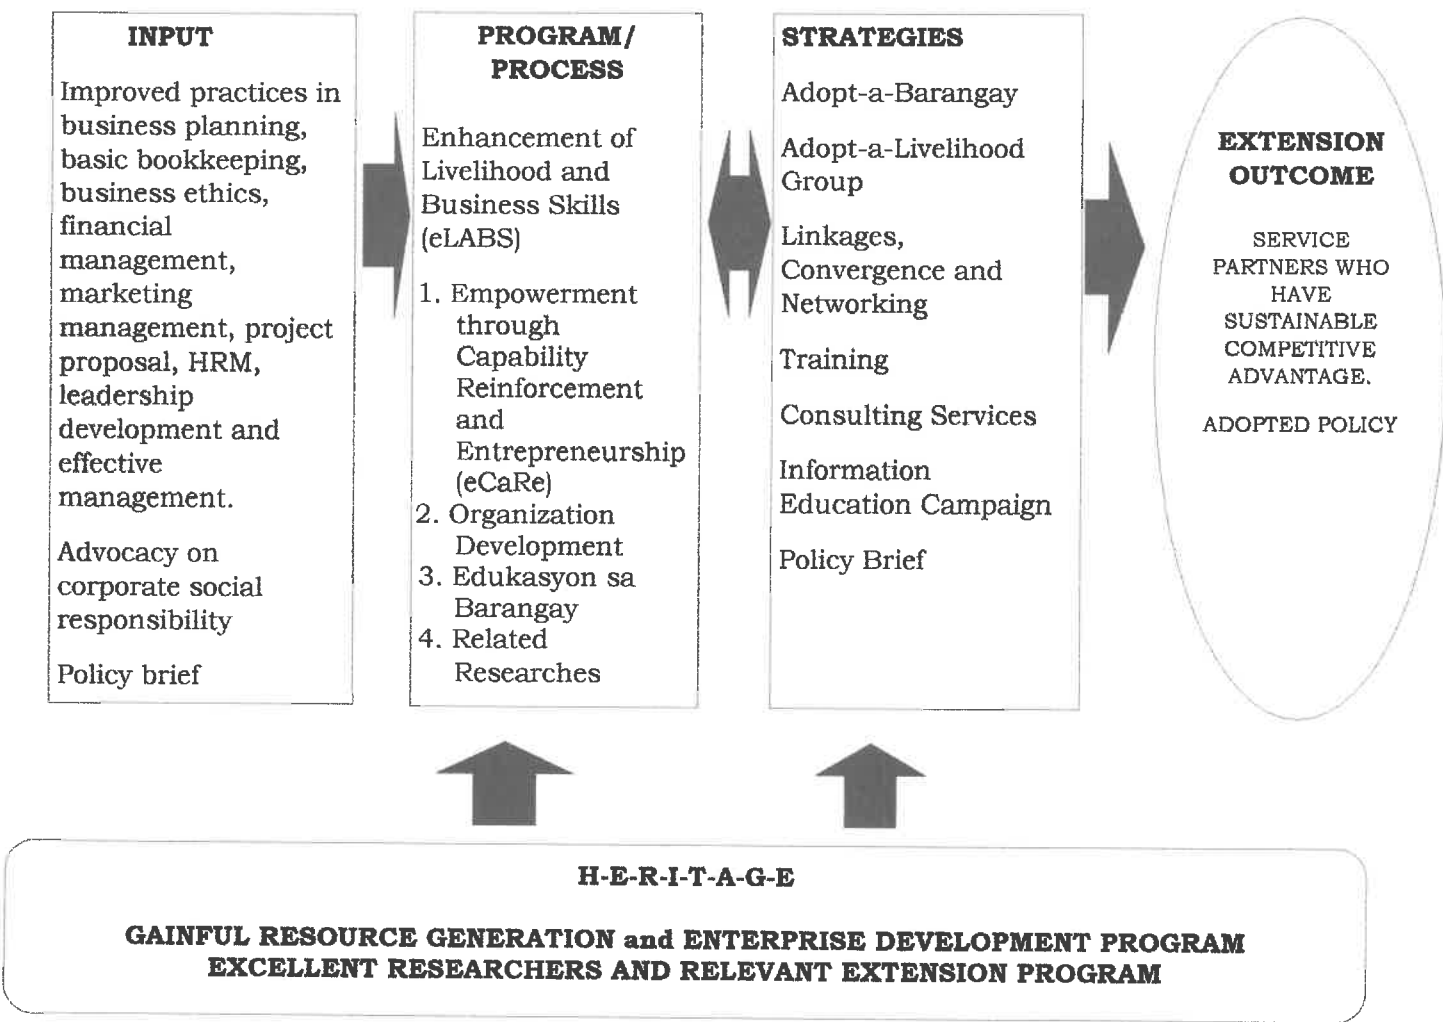 INPUT
Improved practices in
business planning,
basic bookkeeping,
business ethics,
financial
management,
marketing
management, project
proposal, HRM,
leadership
development and
effective
management.
Advocacy on
corporate social
responsibility
Policy brief
PROGRAM/
PROCESS
Enhancement of
Livelihood and
Business Skills
(eLABS)
1. Empowerment
through
Capability
Reinforcement
and
Entrepreneurship
(eCaRe)
2. Organization
Development
3. Edukasyon sa
Barangay
4. Related
Researches
STRATEGIES
Adopt-a-Barangay
Adopt-a-Livelihood
Group
Linkages,
Convergence and
Networking
Training
Consulting Services
Information
Education Campaign
Policy Brief
EXTENSION
OUTCOME
SERVICE
PARTNERS WHO
HAVE
SUSTAINABLE
COMPETITIVE
ADVANTAGE.
ADOPTED POLICY
H-E-R-I-T-A-G-E
GAINFUL RESOURCE GENERATION and ENTERPRISE DEVELOPMENT PROGRAM
EXCELLENT RESEARCHERS AND RELEVANT EXTENSION PROGRAM